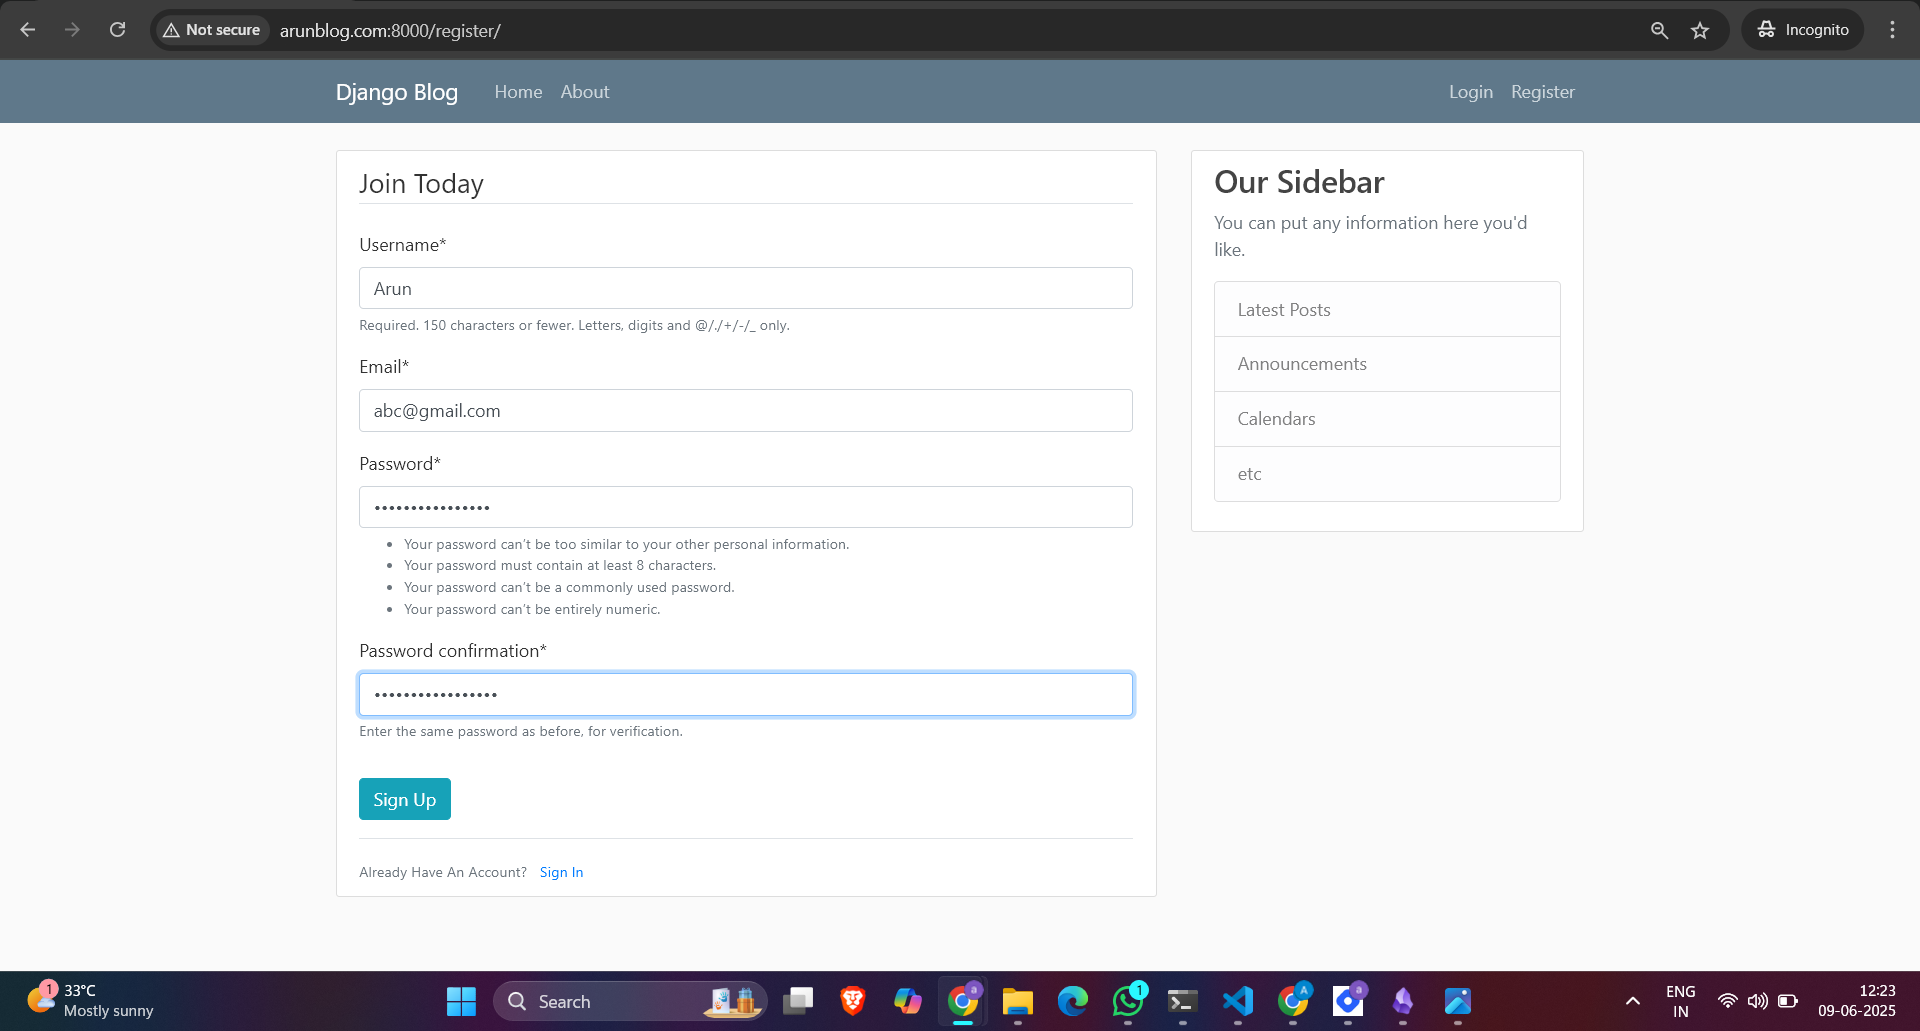 Not secure
arunblog.com:8000/register/
Incognito
Django Blog
Home
About
Login
Register
Join Today
Username*
Arun
Required. 150 characters or fewer. Letters, digits and @/./+/-/_ only.
Email*
abc@gmail.com
Password*
••••••••••••••••
• Your password can't be too similar to your other personal information.
• Your password must contain at least 8 characters.
• Your password can't be a commonly used password.
• Your password can't be entirely numeric.
Password confirmation*
•••••••••••••••••
Enter the same password as before, for verification.
Sign Up
Already Have An Account? Sign In
Our Sidebar
You can put any information here you'd
like.
Latest Posts
Announcements
Calendars
etc
1
33°C
Mostly sunny
Search
a
1
A
a
ENG
IN
12:23
09-06-2025